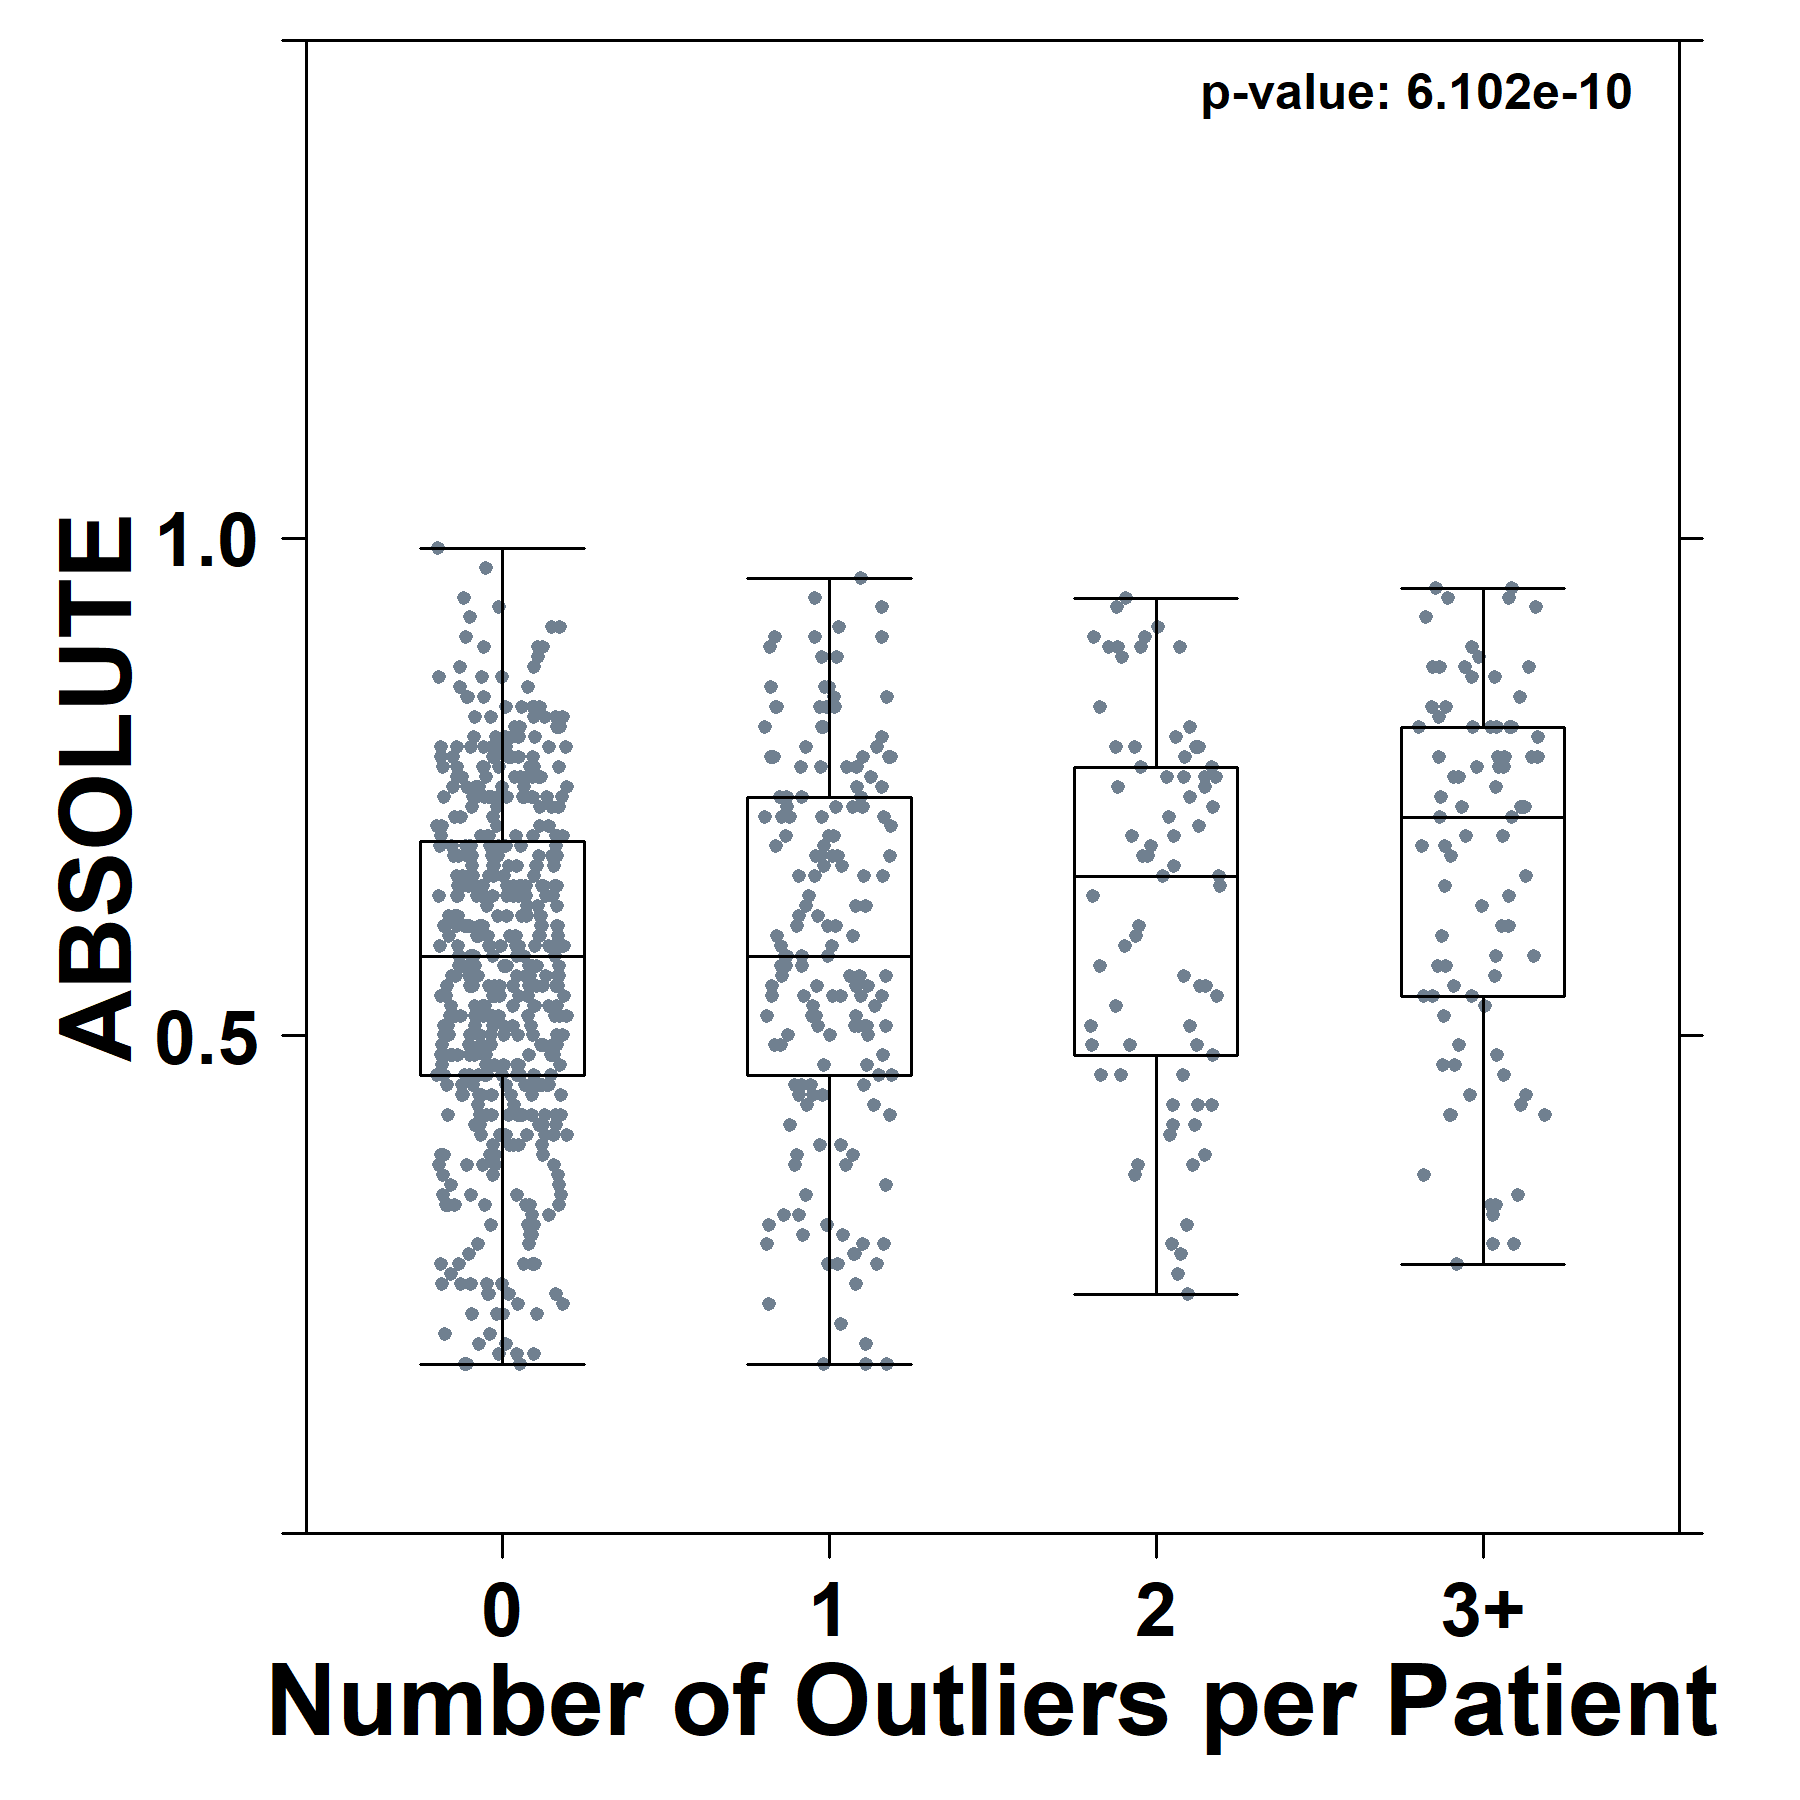 p-value: 6.102e-10
ABSOLUTE
1.0
0.5
0 1 2 3+
Number of Outliers per Patient